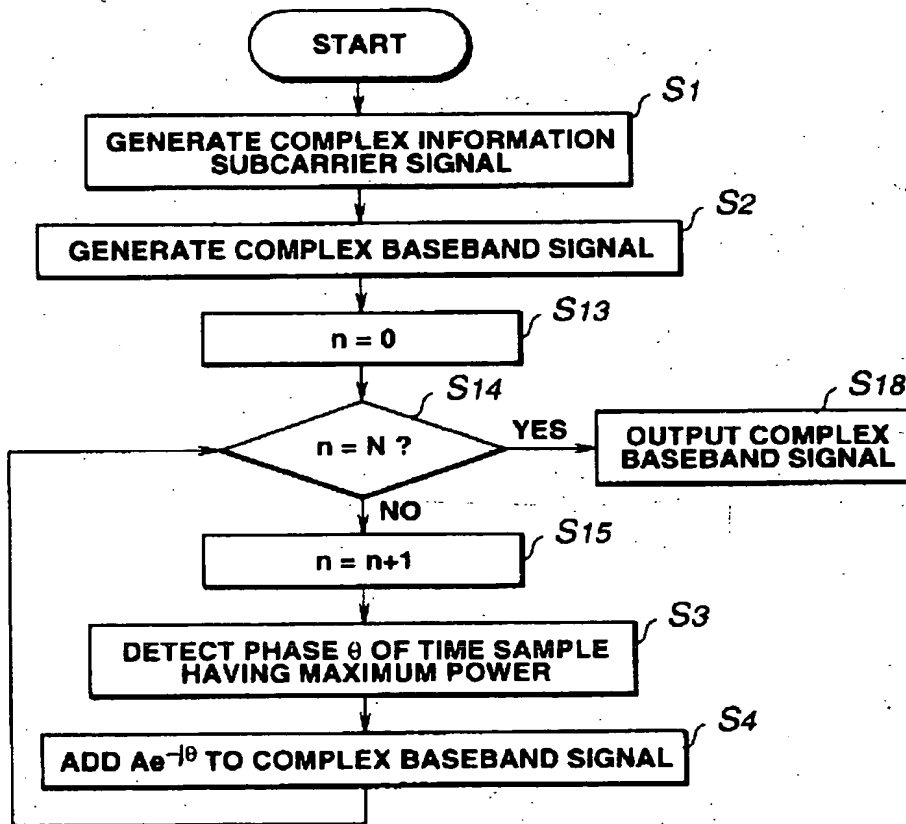 START
S1
GENERATE COMPLEX INFORMATION
SUBCARRIER SIGNAL
S2
GENERATE COMPLEX BASEBAND SIGNAL
S13
n = 0
S14
n = N ?
YES
S18
OUTPUT COMPLEX
BASEBAND SIGNAL
NO
S15
n = n+1
S3
DETECT PHASE θ OF TIME SAMPLE
HAVING MAXIMUM POWER
S4
ADD Ae^-jθ TO COMPLEX BASEBAND SIGNAL